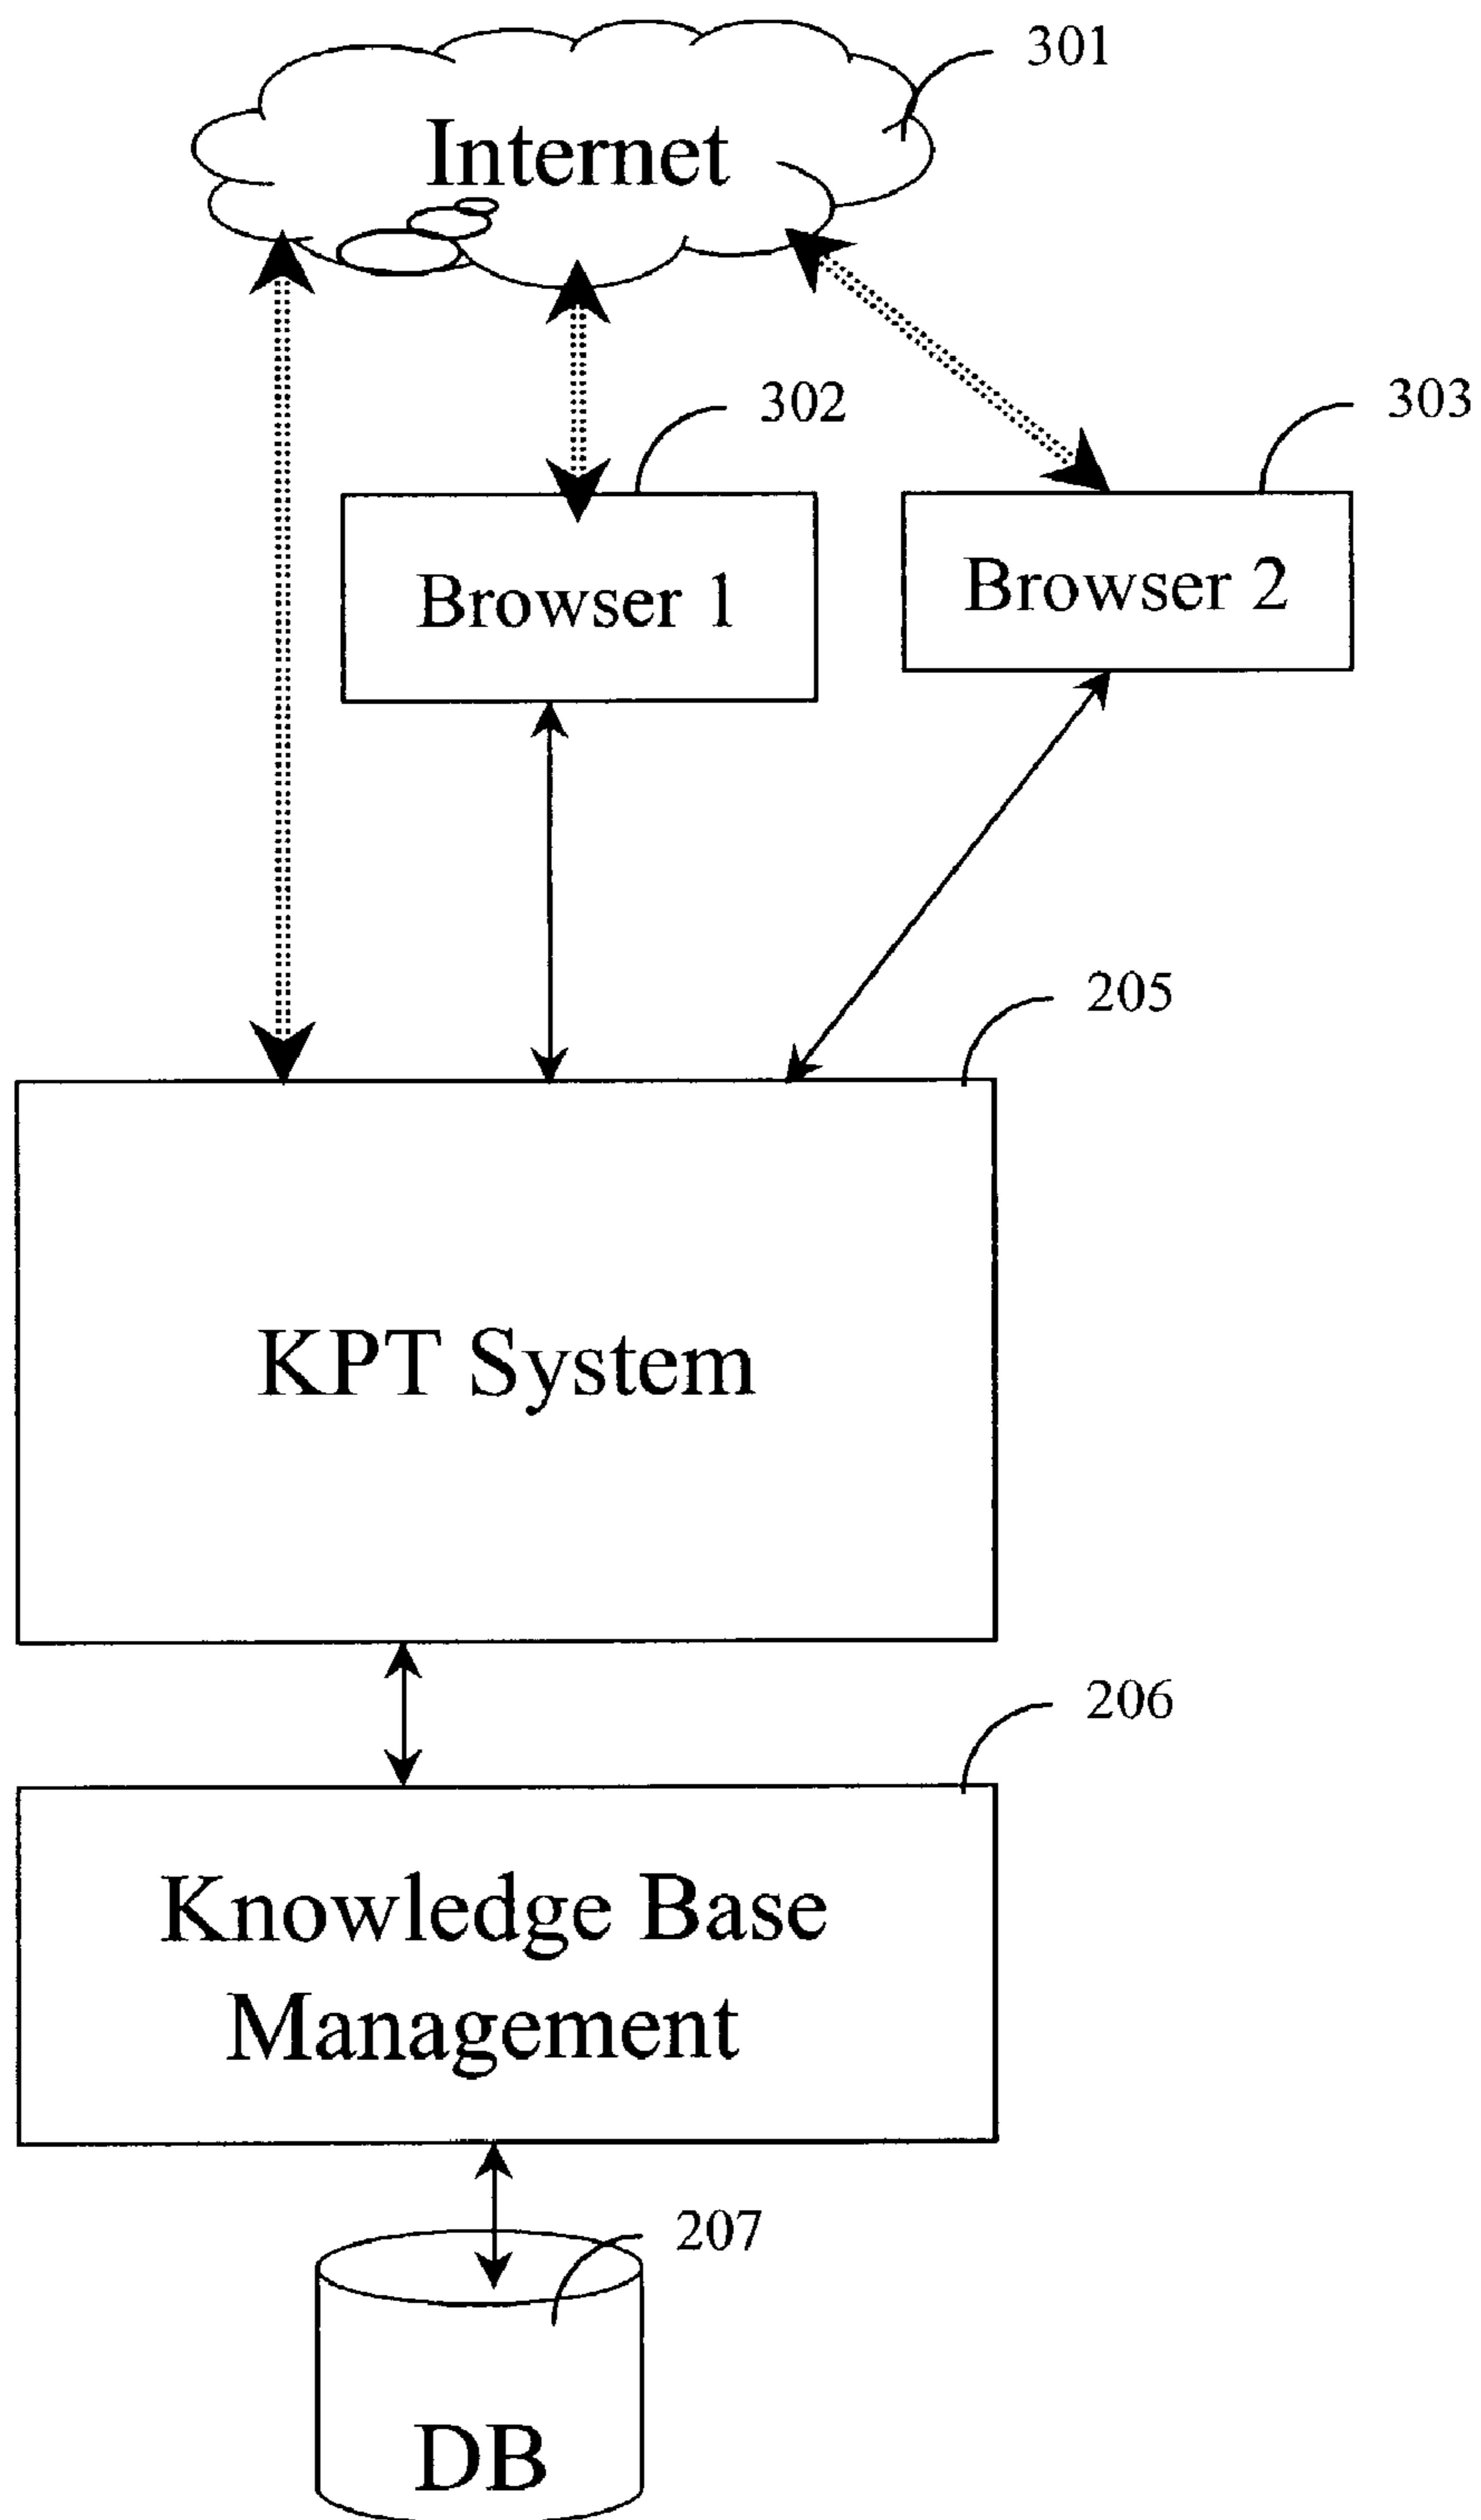 301
Internet
302
303
Browser 1
Browser 2
205
KPT System
206
Knowledge Base
Management
207
DB